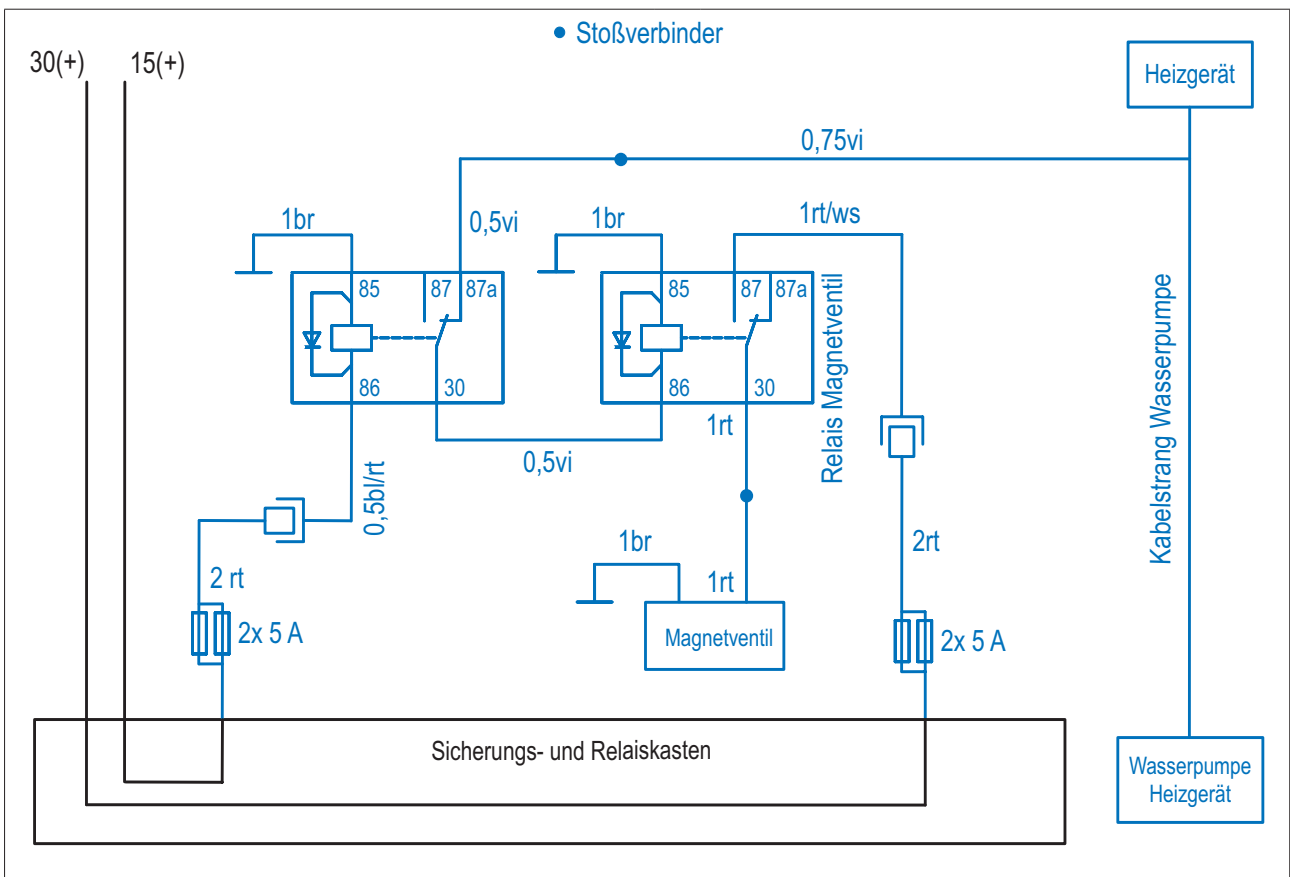 • Stoßverbinder
30(+)
15(+)
Heizgerät
0,75vi
1br
0,5vi
1br
1rt/ws
85
87
87a
85
87
87a
86
30
86
30
Relais Magnetventil
1rt
0,5vi
0,5bl/rt
Kabelstrang Wasserpumpe
1br
2rt
2 rt
1rt
2x 5 A
Magnetventil
2x 5 A
Sicherungs- und Relaiskasten
Wasserpumpe
Heizgerät